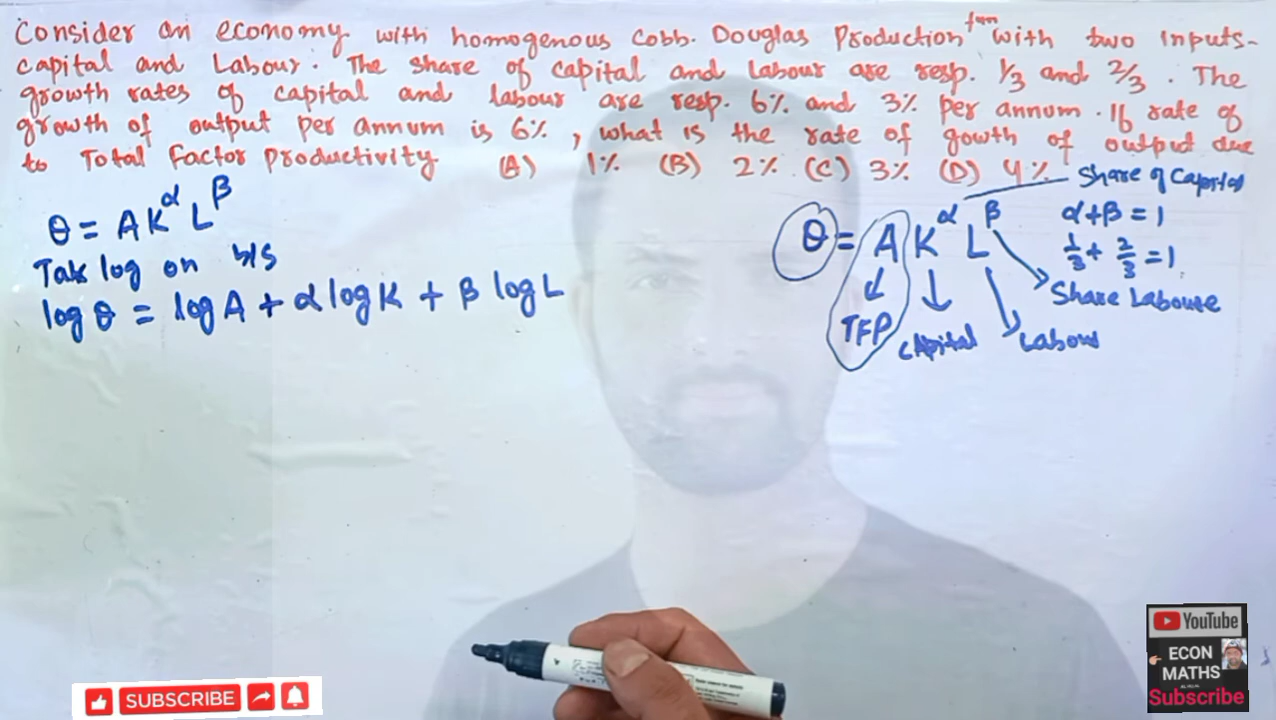 Consider an economy with homogenous Cobb. Douglas Production fun with two inputs-
capital and Labour. The share of capital and labour are resp. 1/3 and 2/3. The
growth rates of capital and labour are resp. 6% and 3% per annum. If rate of
growth of output per annum is 6%, what is the rate of gowth of output due
to Total factor productivity (A) 1% (B) 2% (C) 3% (D) 4%
θ = A K^α L^β
Take log on b/s
log θ = log A + α log K + β log L
Share of Capital
θ = A K^α L^β
α+β = 1
1/3 + 2/3 = 1
Share Laboure
TFP
Capital
Labour
SUBSCRIBE
YouTube
ECON
MATHS
Subscribe